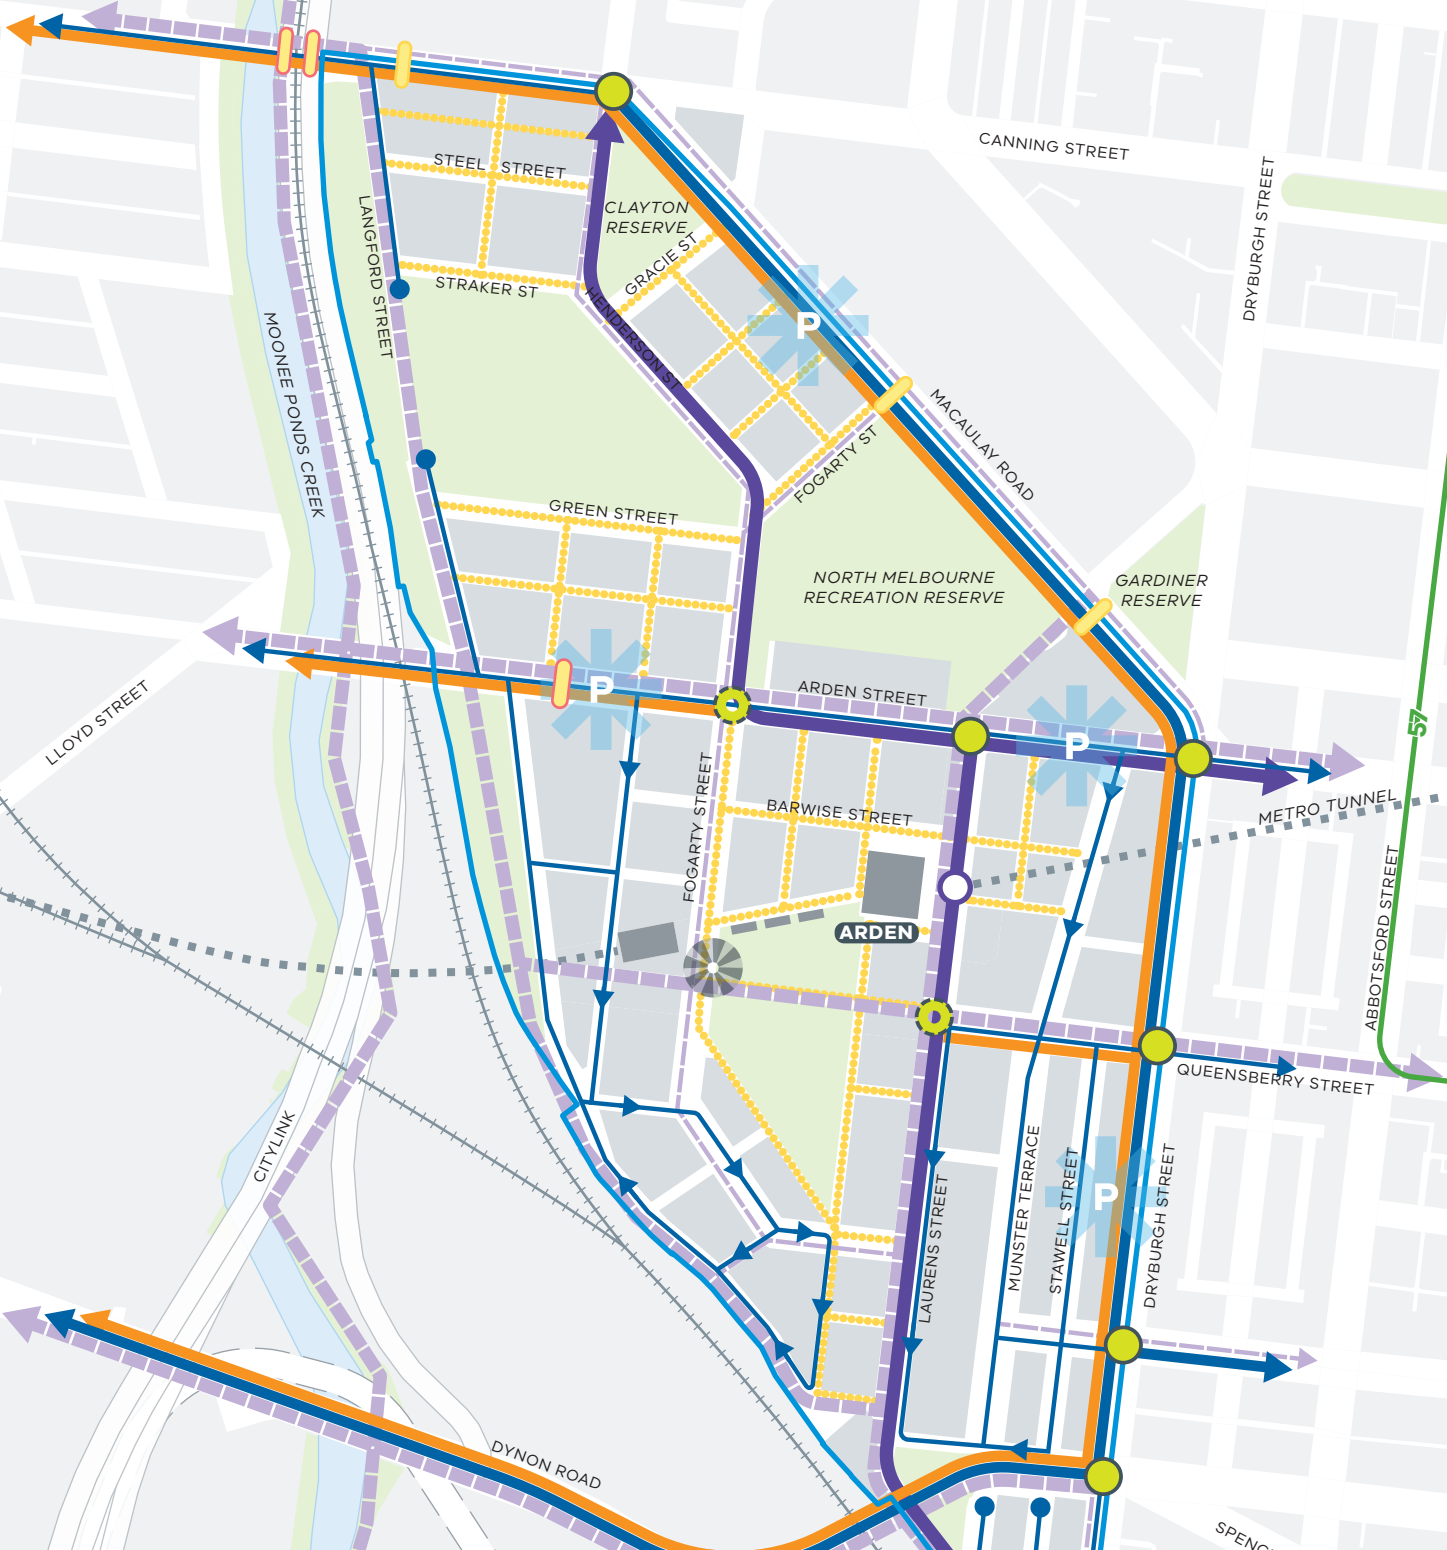 CANNING STREET
STEEL STREET
CLAYTON
RESERVE
DRYBURGH STREET
LANGFORD STREET
GRACIE ST
STRAKER ST
HENDERSON ST
P
MOONEE PONDS CREEK
MACAULAY ROAD
FOGARTY ST
GREEN STREET
NORTH MELBOURNE
RECREATION RESERVE
GARDINER
RESERVE
LLOYD STREET
P
ARDEN STREET
P
57
METRO TUNNEL
BARWISE STREET
FOGARTY STREET
ARDEN
ABBOTSFORD STREET
QUEENSBERRY STREET
CITYLINK
LAURENS STREET
MUNSTER TERRACE
STAWELL STREET
P
DRYBURGH STREET
DYNON ROAD